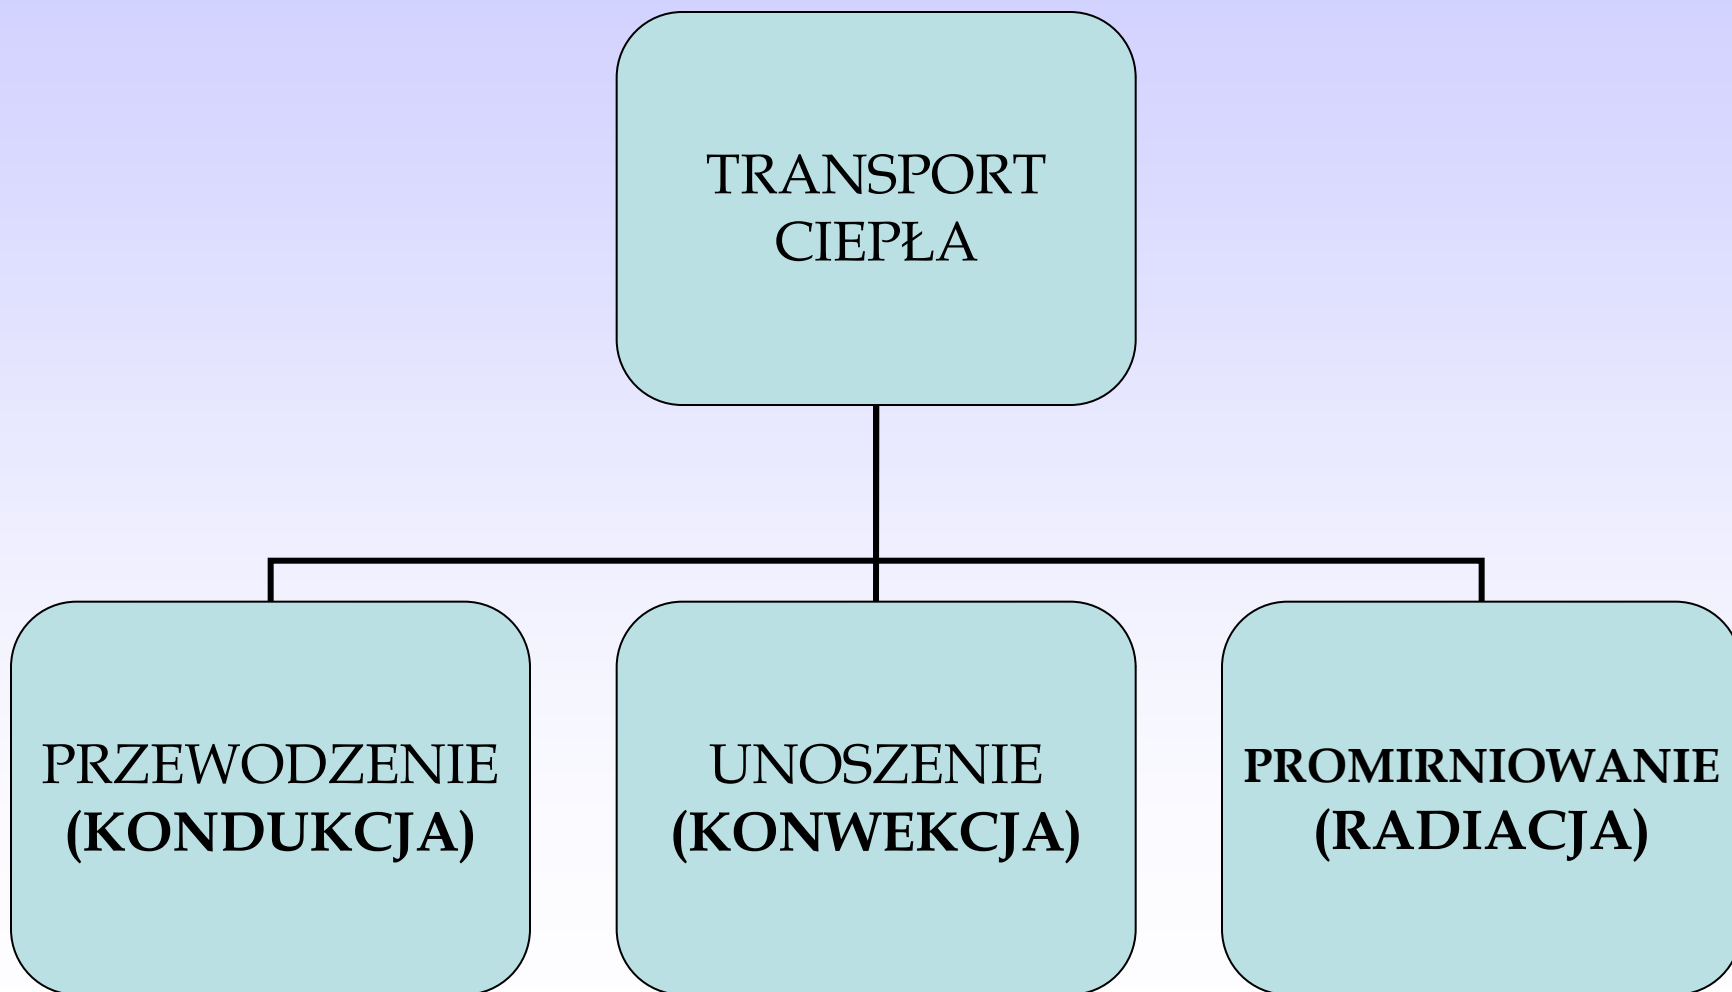 TRANSPORT
CIEPŁA
PRZEWODZENIE
(KONDUKCJA)
UNOSZENIE
(KONWEKCJA)
PROMIRNIOWANIE
(RADIACJA)